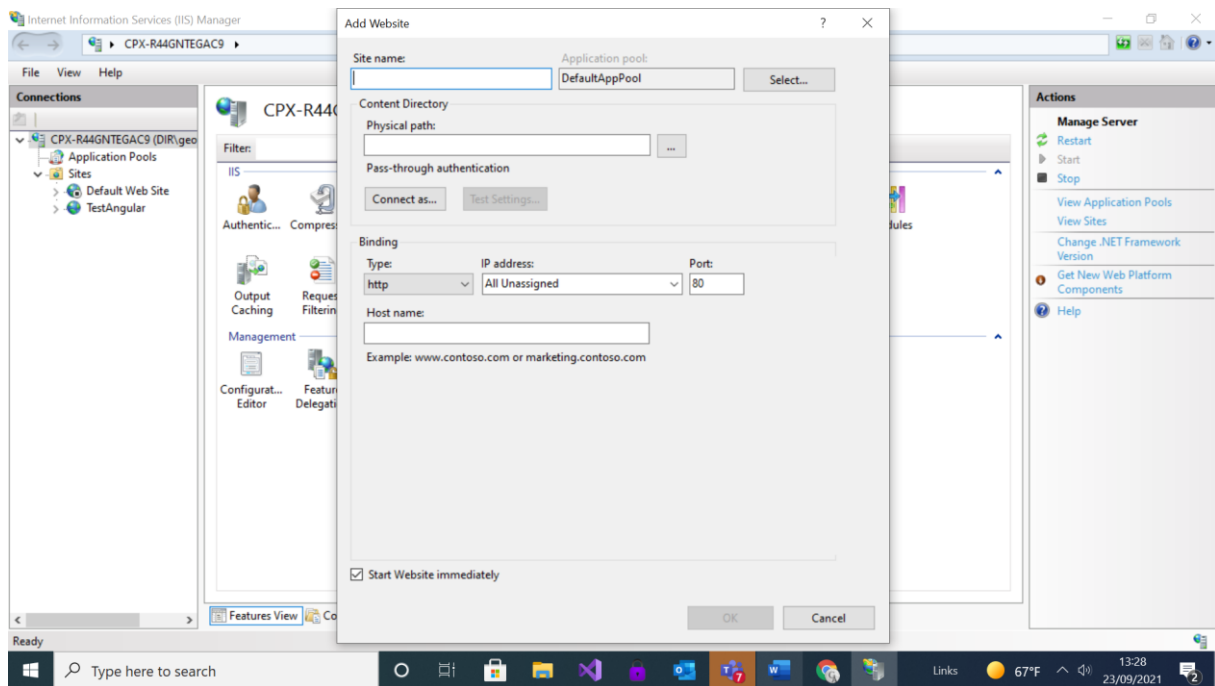 Internet Information Services (IIS) Manager
CPX-R44GNTEGAC9
File View Help
Connections
CPX-R44GNTEGAC9 (DIR\geo
Application Pools
Sites
Default Web Site
TestAngular
CPX-R44G
Filter:
IIS
Authentic... Compres
Output Caching
Reques
Filterin
Management
Configurat... Editor
Featur
Delegati
Features View
Co
Add Website
?
Site name:
Application pool:
DefaultAppPool
Select...
Content Directory
Physical path:
...
Pass-through authentication
Connect as...
Test Settings...
Binding
Type:
IP address:
Port:
http
All Unassigned
80
Host name:
Example: www.contoso.com or marketing.contoso.com
Start Website immediately
OK
Cancel
dules
Actions
Manage Server
Restart
Start
Stop
View Application Pools
View Sites
Change .NET Framework
Version
Get New Web Platform
Components
Help
Ready
Type here to search
7
Links
67°F
13:28
23/09/2021
2